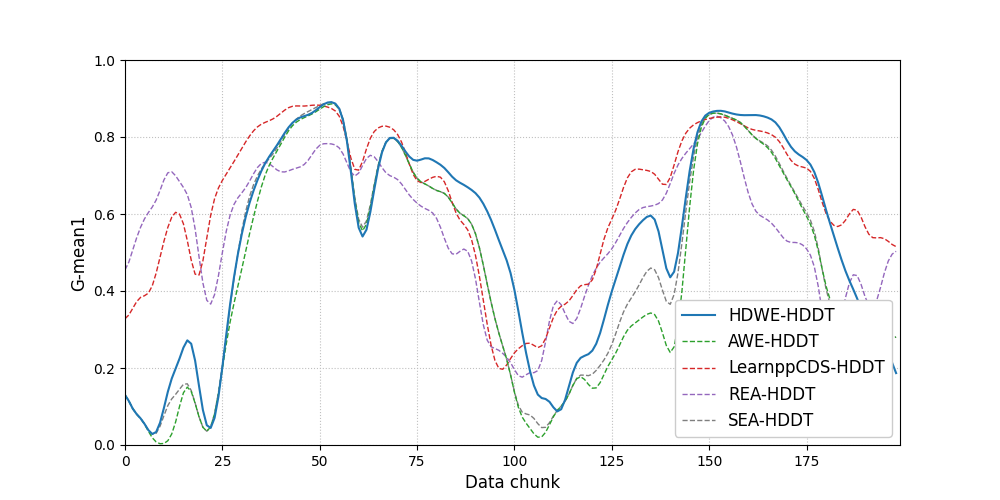 1.0
0.8
0.6
0.4
0.2
0.0
G-mean1
0 25 50 75 100 125 150 175
Data chunk
HDWE-HDDT
AWE-HDDT
LearnppCDS-HDDT
REA-HDDT
SEA-HDDT